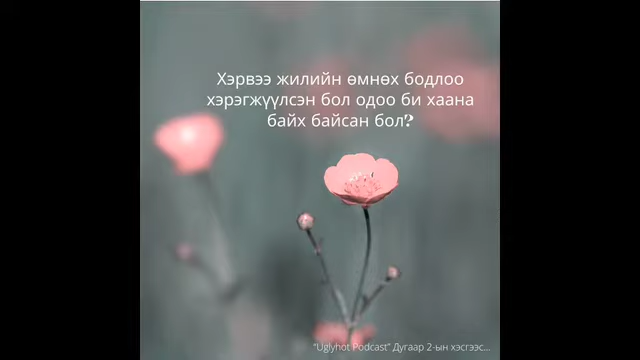 Хэрвээ жилийн өмнөх бодлоо
хэрэгжүүлсэн бол одоо би хаана
байх байсан бол?
“Uglyhot Podcast” Дугаар 2-ын хэсгээс...